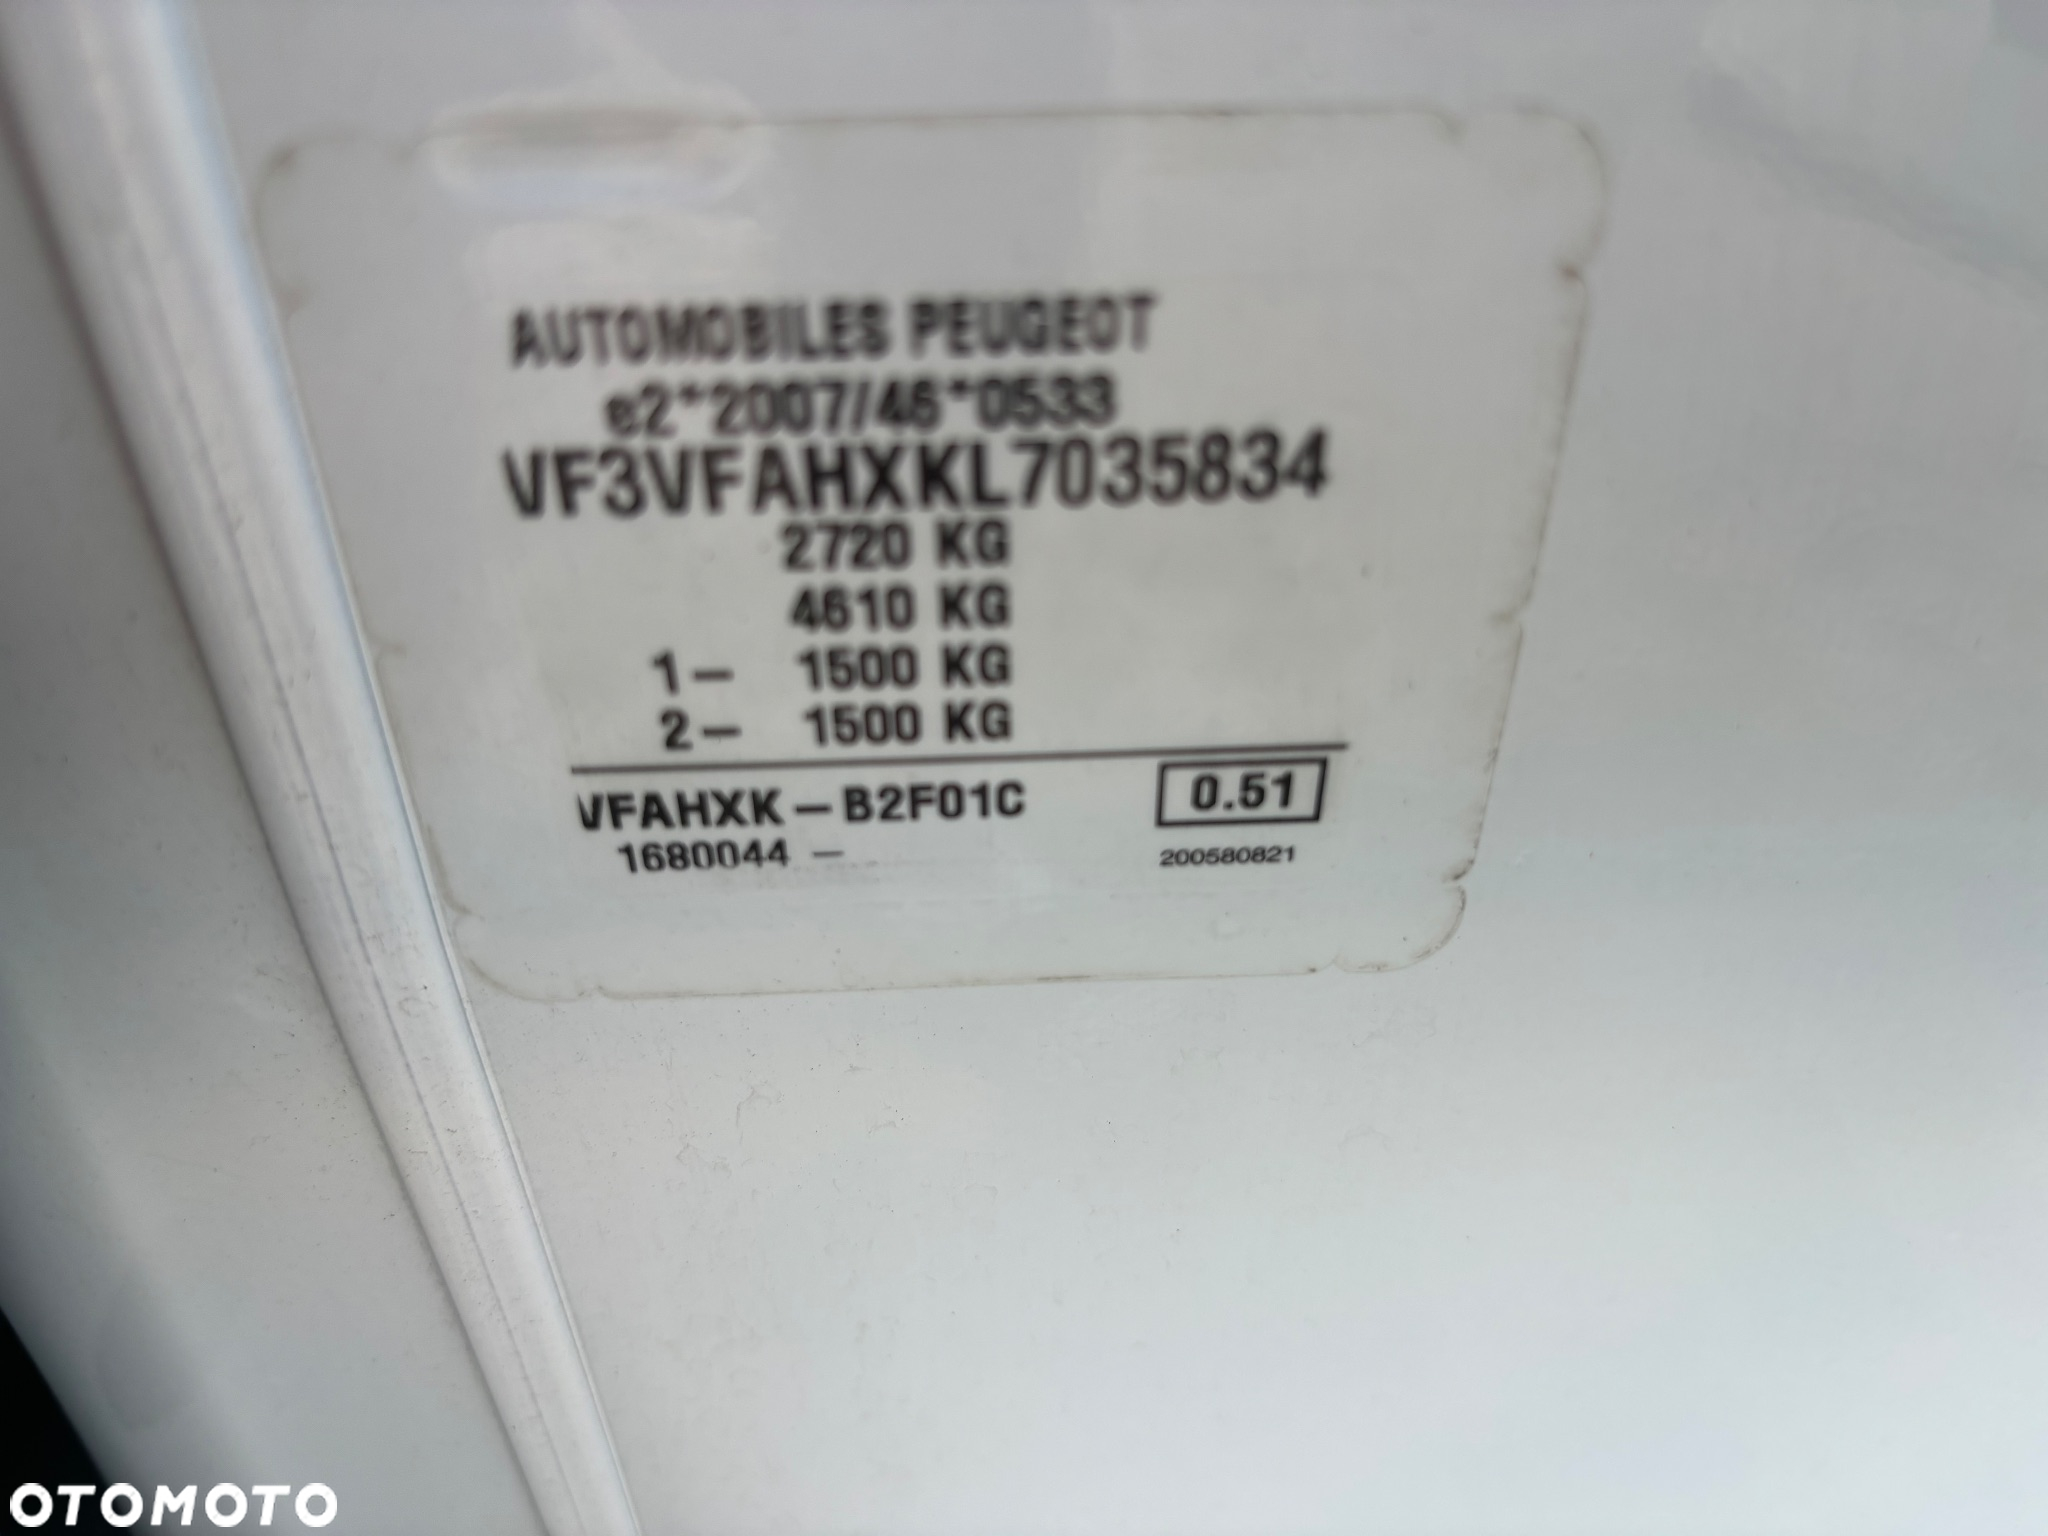 AUTOMOBILES PEUGEOT
e2*2007/46*0533
VF3VFAHXKL7035834
2720 KG
4610 KG
1- 1500 KG
2- 1500 KG
VFAHXK-B2F01C 0.51
1680044 - 200580821
OTOMOTO